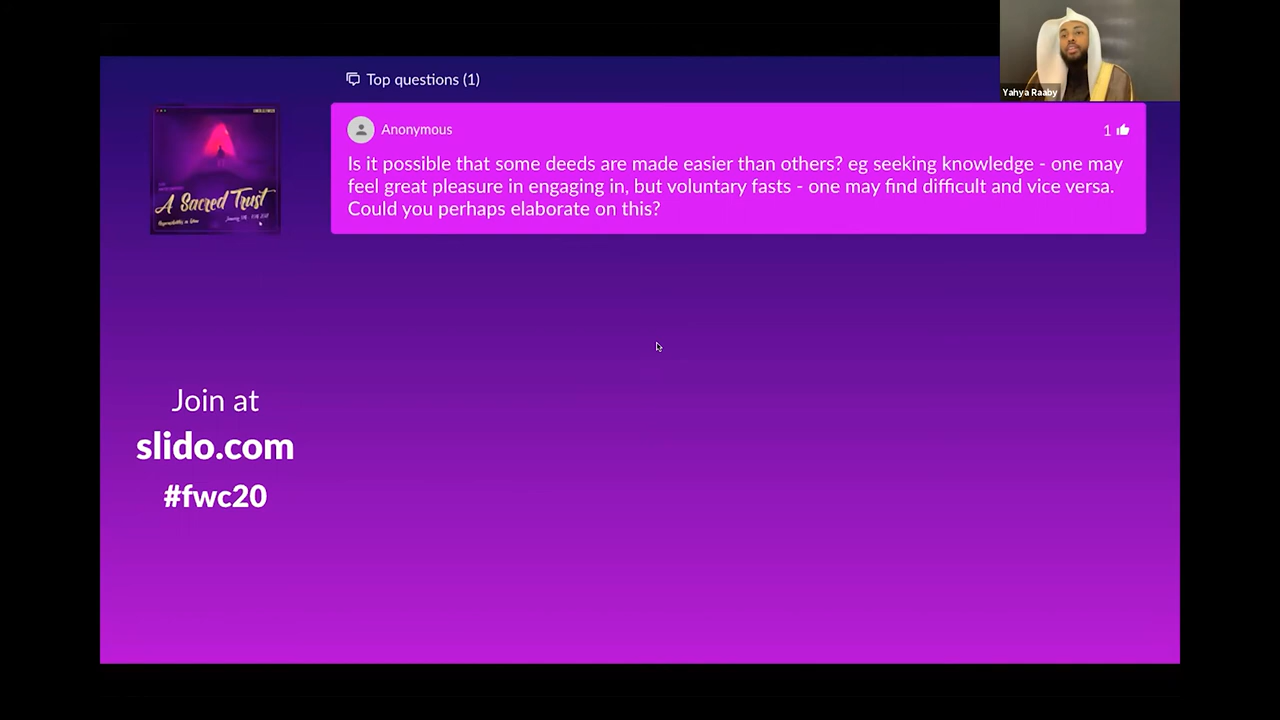 Top questions (1)
Yahya Raaby
Anonymous
1
Is it possible that some deeds are made easier than others? eg seeking knowledge - one may
feel great pleasure in engaging in, but voluntary fasts - one may find difficult and vice versa.
Could you perhaps elaborate on this?
A Sacred Trust
Join at
slido.com
#fwc20